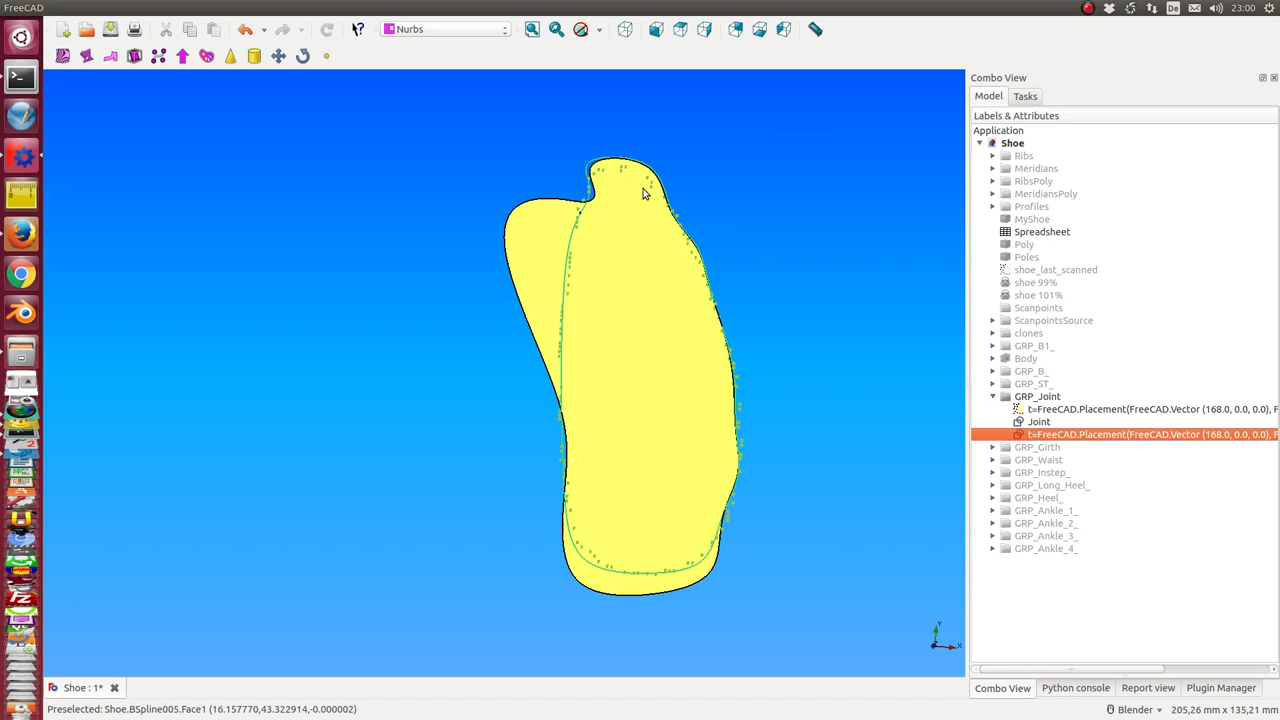 FreeCAD
De
23:00
Nurbs
Combo View
Model
Tasks
Labels & Attributes
Application
Shoe
Ribs
Meridians
RibsPoly
MeridiansPoly
Profiles
MyShoe
Spreadsheet
Poly
Poles
shoe_last_scanned
shoe 99%
shoe 101%
Scanpoints
ScanpointsSource
clones
GRP_B1_
Body
GRP_B_
GRP_ST_
GRP_Joint
t=FreeCAD.Placement(FreeCAD.Vector (168.0, 0.0, 0.0), F
Joint
t=FreeCAD.Placement(FreeCAD.Vector (168.0, 0.0, 0.0), F
GRP_Girth
GRP_Waist
GRP_Instep_
GRP_Long_Heel_
GRP_Heel_
GRP_Ankle_1_
GRP_Ankle_2_
GRP_Ankle_3_
GRP_Ankle_4_
Y
X
Shoe : 1*
Combo View
Python console
Report view
Plugin Manager
Preselected: Shoe.BSpline005.Face1 (16.157770,43.322914,-0.000002)
Blender
205,26 mm x 135,21 mm